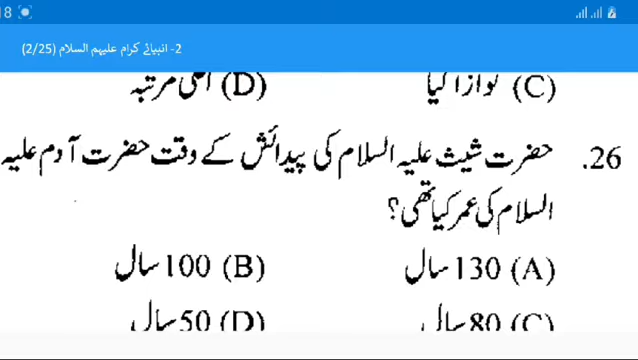 18
2- انبیائے کرام علیہم السلام (2/25)
(C) نوازا گیا (D) اعلیٰ مرتبہ
26. حضرت شیث علیہ السلام کی پیدائش کے وقت حضرت آدم علیہ
السلام کی عمر کیا تھی؟
(A) 130 سال (B) 100 سال
(C) 80 سال (D) 50 سال